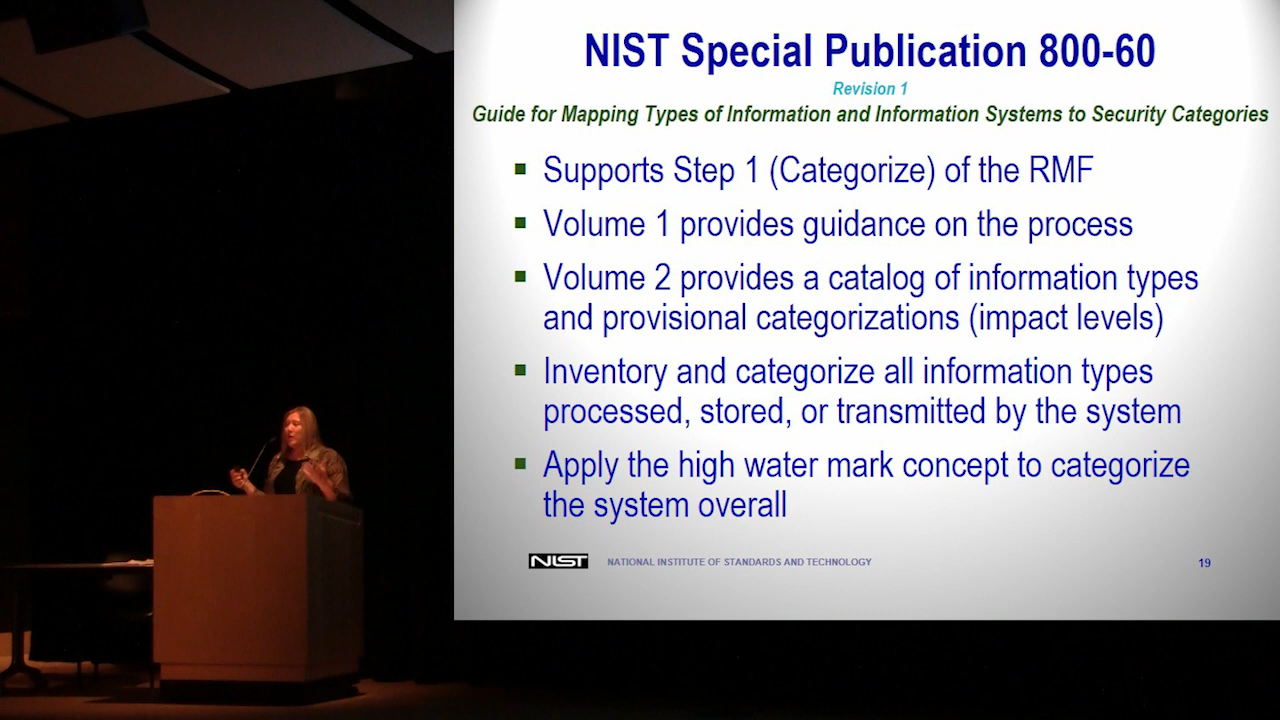 NIST Special Publication 800-60
Revision 1
Guide for Mapping Types of Information and Information Systems to Security Categories
Supports Step 1 (Categorize) of the RMF
Volume 1 provides guidance on the process
Volume 2 provides a catalog of information types
and provisional categorizations (impact levels)
Inventory and categorize all information types
processed, stored, or transmitted by the system
Apply the high water mark concept to categorize
the system overall
NIST NATIONAL INSTITUTE OF STANDARDS AND TECHNOLOGY 19